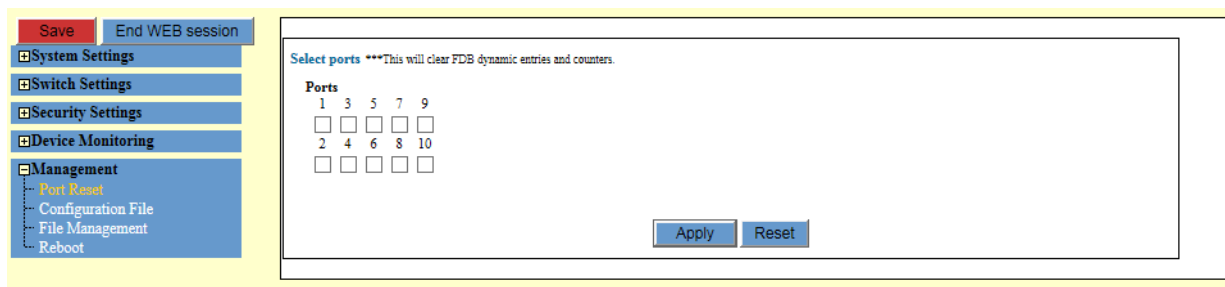 Save End WEB session
System Settings
Switch Settings
Security Settings
Device Monitoring
Management
Port Reset
Configuration File
File Management
Reboot
Select ports ***This will clear FDB dynamic entries and counters.
Ports
1 3 5 7 9
2 4 6 8 10
Apply Reset